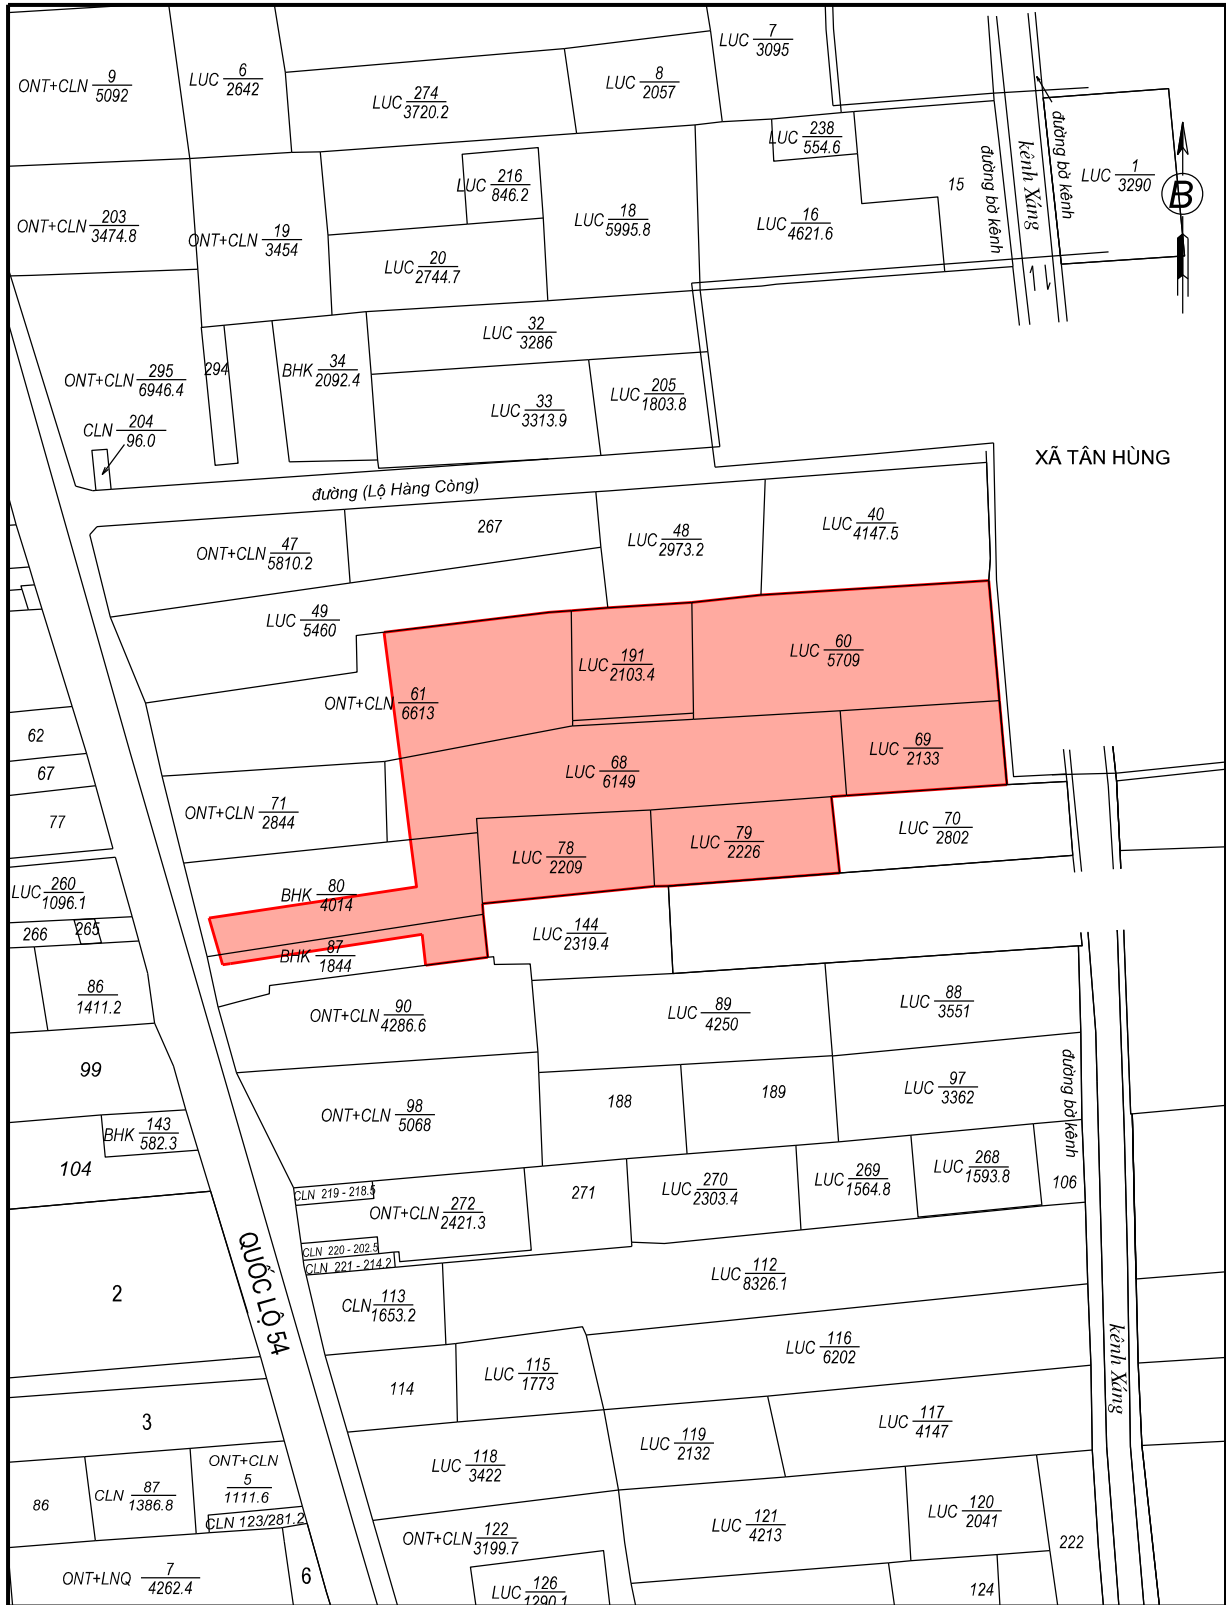 LUC 7
3095
ONT+CLN 9
5092
LUC 6
2642
LUC 274
3720.2
LUC 8
2057
LUC 238
554.6
15
đường bờ kênh
kênh Xáng
đường bờ kênh
LUC 1
3290
B
ONT+CLN 203
3474.8
ONT+CLN 19
3454
LUC 216
846.2
LUC 20
2744.7
LUC 18
5995.8
LUC 16
4621.6
ONT+CLN 295
6946.4
294
BHK 34
2092.4
LUC 32
3286
LUC 33
3313.9
LUC 205
1803.8
CLN 204
96.0
XÃ TÂN HÙNG
đường (Lộ Hàng Còng)
ONT+CLN 47
5810.2
267
LUC 48
2973.2
LUC 40
4147.5
LUC 49
5460
LUC 191
2103.4
LUC 60
5709
ONT+CLN 61
6613
62
67
77
LUC 68
6149
LUC 69
2133
ONT+CLN 71
2844
LUC 78
2209
LUC 79
2226
LUC 70
2802
LUC 260
1096.1
BHK 80
4014
266
265
BHK 87
1844
LUC 144
2319.4
86
1411.2
ONT+CLN 90
4286.6
LUC 89
4250
LUC 88
3551
99
ONT+CLN 98
5068
188
189
LUC 97
3362
đường bờ kênh
BHK 143
582.3
104
CLN 219 - 218.5
ONT+CLN 272
2421.3
271
LUC 270
2303.4
LUC 269
1564.8
LUC 268
1593.8
106
CLN 220 - 202.5
CLN 221 - 214.2
QUỐC LỘ 54
2
CLN 113
1653.2
LUC 112
8326.1
LUC 116
6202
kênh Xáng
114
LUC 115
1773
3
LUC 118
3422
LUC 119
2132
LUC 117
4147
86
CLN 87
1386.8
ONT+CLN
5
1111.6
CLN 123/281.2
ONT+CLN 122
3199.7
LUC 121
4213
LUC 120
2041
222
ONT+LNQ 7
4262.4
6
LUC 126
1290.1
124